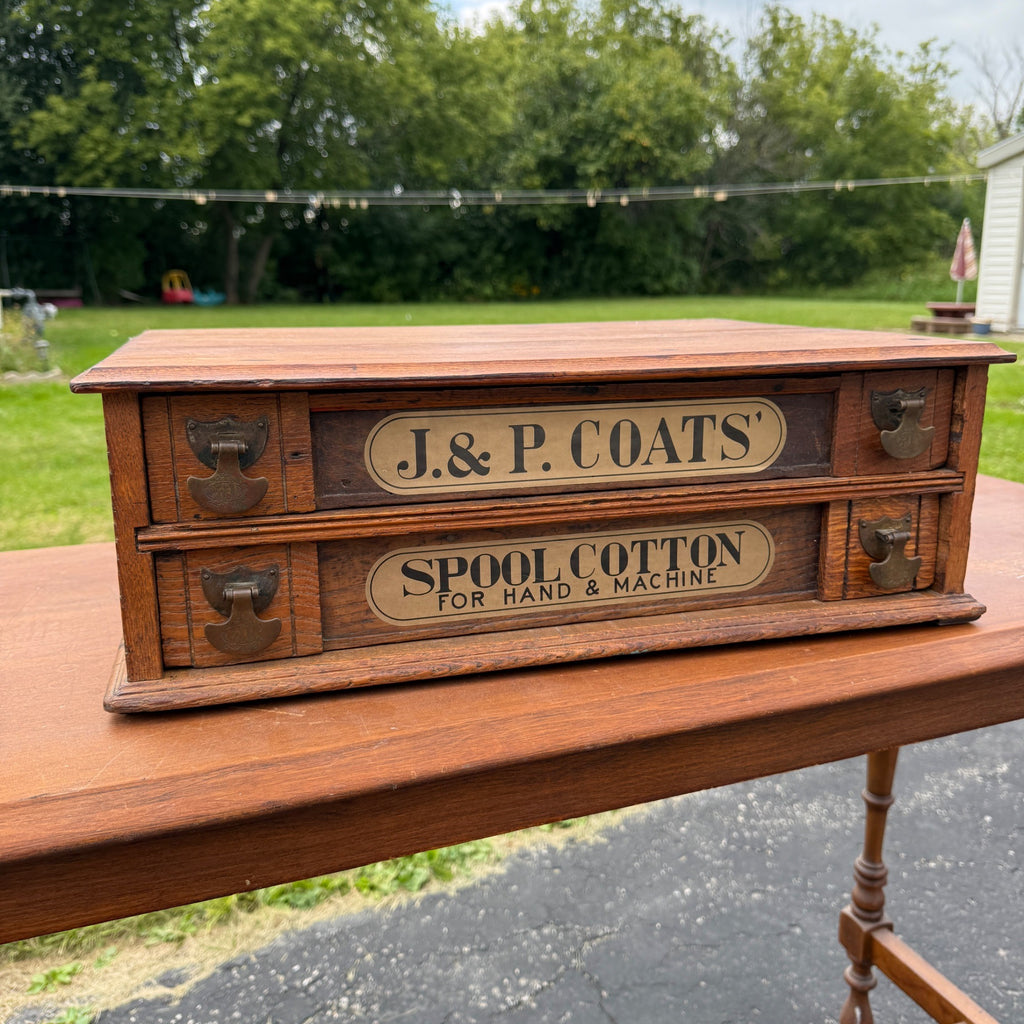 J. & P. COATS'
SPOOL COTTON
FOR HAND & MACHINE